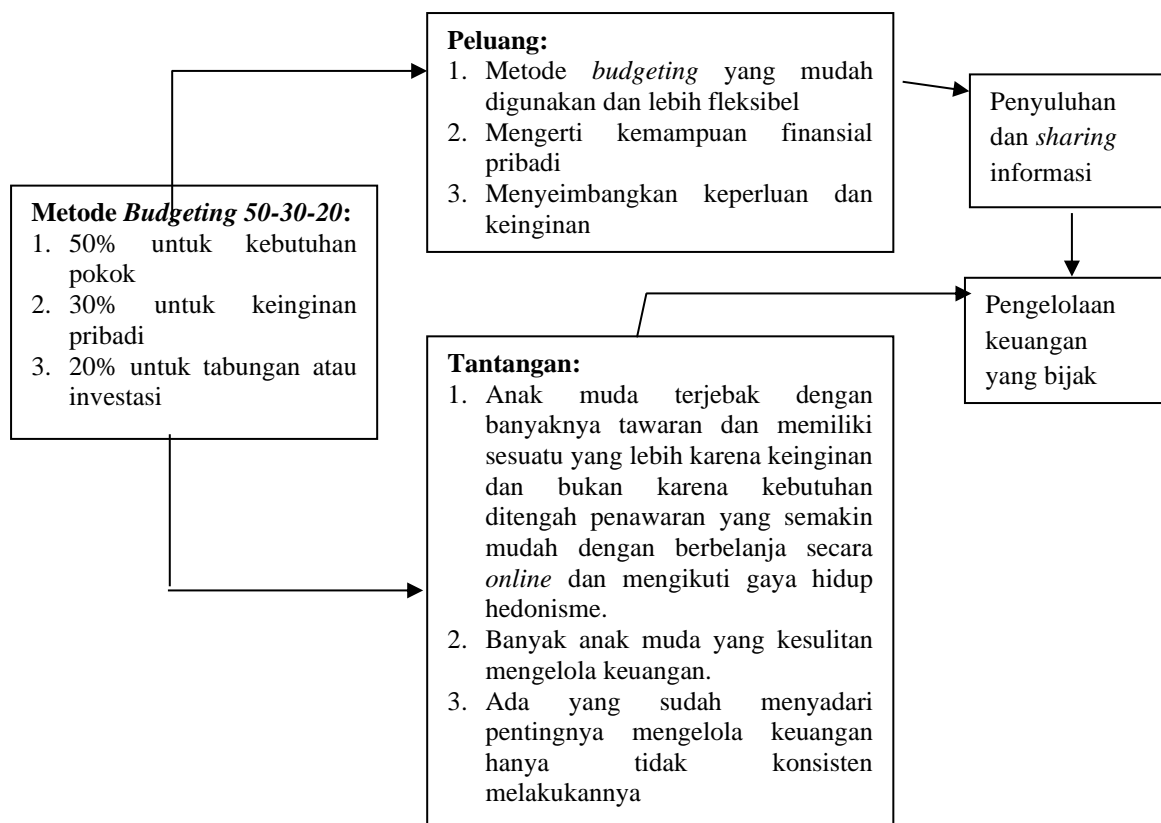 Metode Budgeting 50-30-20:
1. 50% untuk kebutuhan
pokok
2. 30% untuk keinginan
pribadi
3. 20% untuk tabungan atau
investasi
Peluang:
1. Metode budgeting yang mudah
digunakan dan lebih fleksibel
2. Mengerti kemampuan finansial
pribadi
3. Menyeimbangkan keperluan dan
keinginan
Tantangan:
1. Anak muda terjebak dengan
banyaknya tawaran dan memiliki
sesuatu yang lebih karena keinginan
dan bukan karena kebutuhan
ditengah penawaran yang semakin
mudah dengan berbelanja secara
online dan mengikuti gaya hidup
hedonisme.
2. Banyak anak muda yang kesulitan
mengelola keuangan.
3. Ada yang sudah menyadari
pentingnya mengelola keuangan
hanya tidak konsisten
melakukannya
Penyuluhan
dan sharing
informasi
Pengelolaan
keuangan
yang bijak